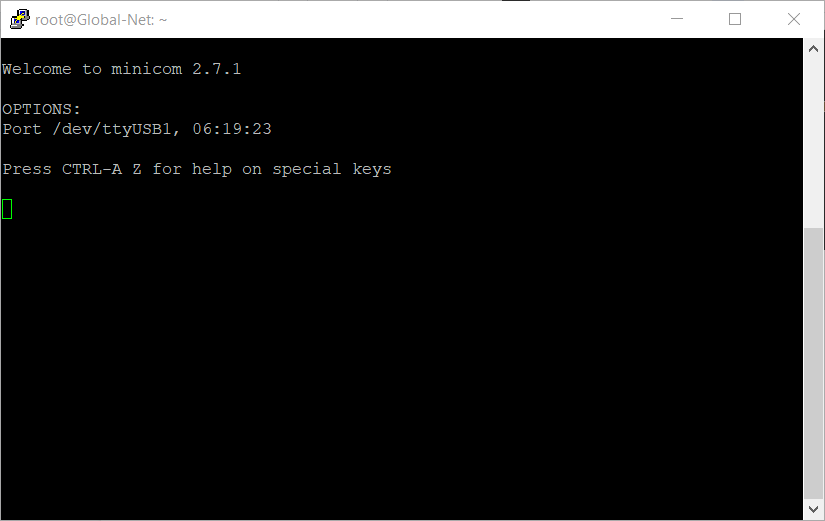 root@Global-Net: ~
Welcome to minicom 2.7.1
OPTIONS:
Port /dev/ttyUSB1, 06:19:23
Press CTRL-A Z for help on special keys